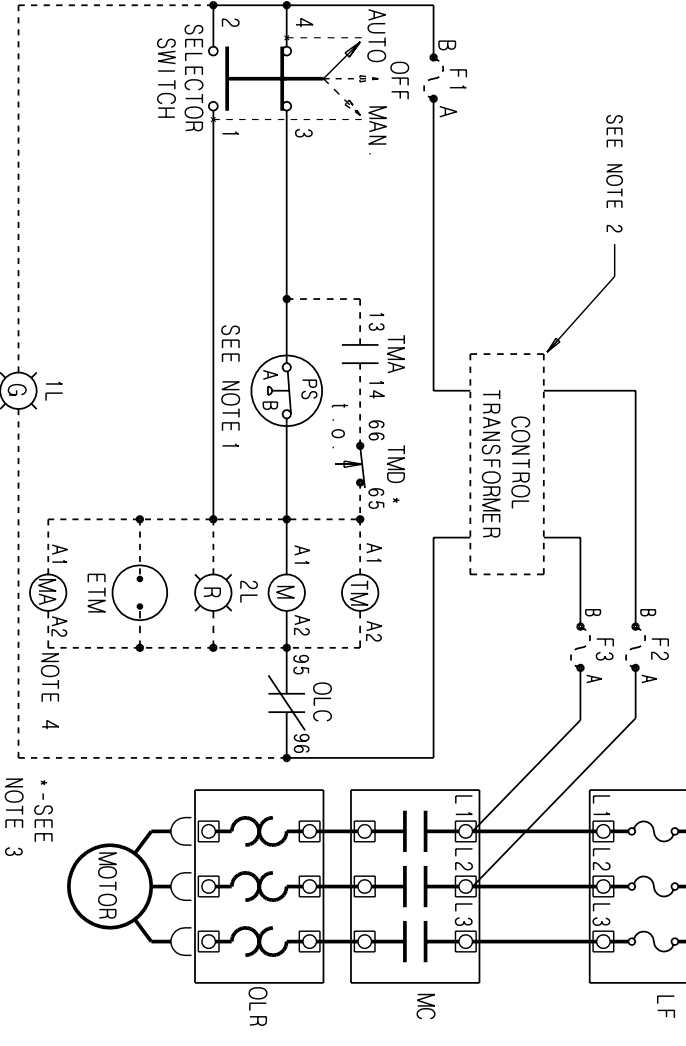 LF
L1 L2 L3
MC
L1 L2 L3
OLR
MOTOR
*-SEE
NOTE 3
SEE NOTE 2
CONTROL
TRANSFORMER
B F2 A
B F3 A
B F1 A
AUTO
OFF
MAN.
4
3
2
1
SELECTOR
SWITCH
13 TMA 14
66 TMD * 65
t.o.
PS
A B
SEE NOTE 1
A1 TM A2
A1 M A2
95 OLC 96
2L
R
ETM
A1 MA A2
NOTE 4
1L
G